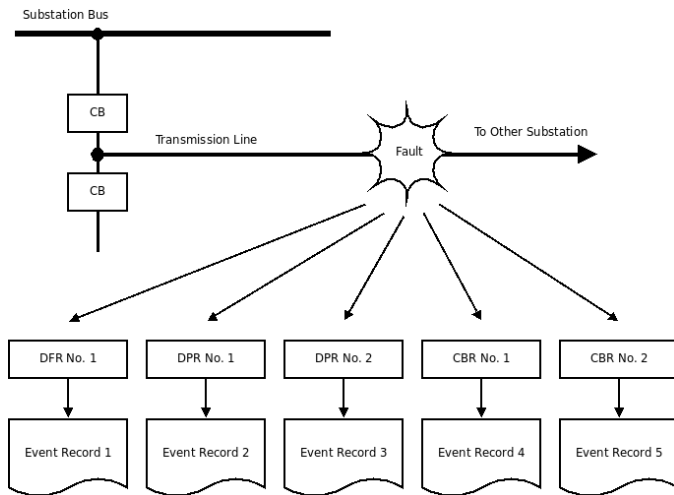 Substation Bus
CB
Transmission Line
Fault
To Other Substation
CB
DFR No. 1
DPR No. 1
DPR No. 2
CBR No. 1
CBR No. 2
Event Record 1
Event Record 2
Event Record 3
Event Record 4
Event Record 5